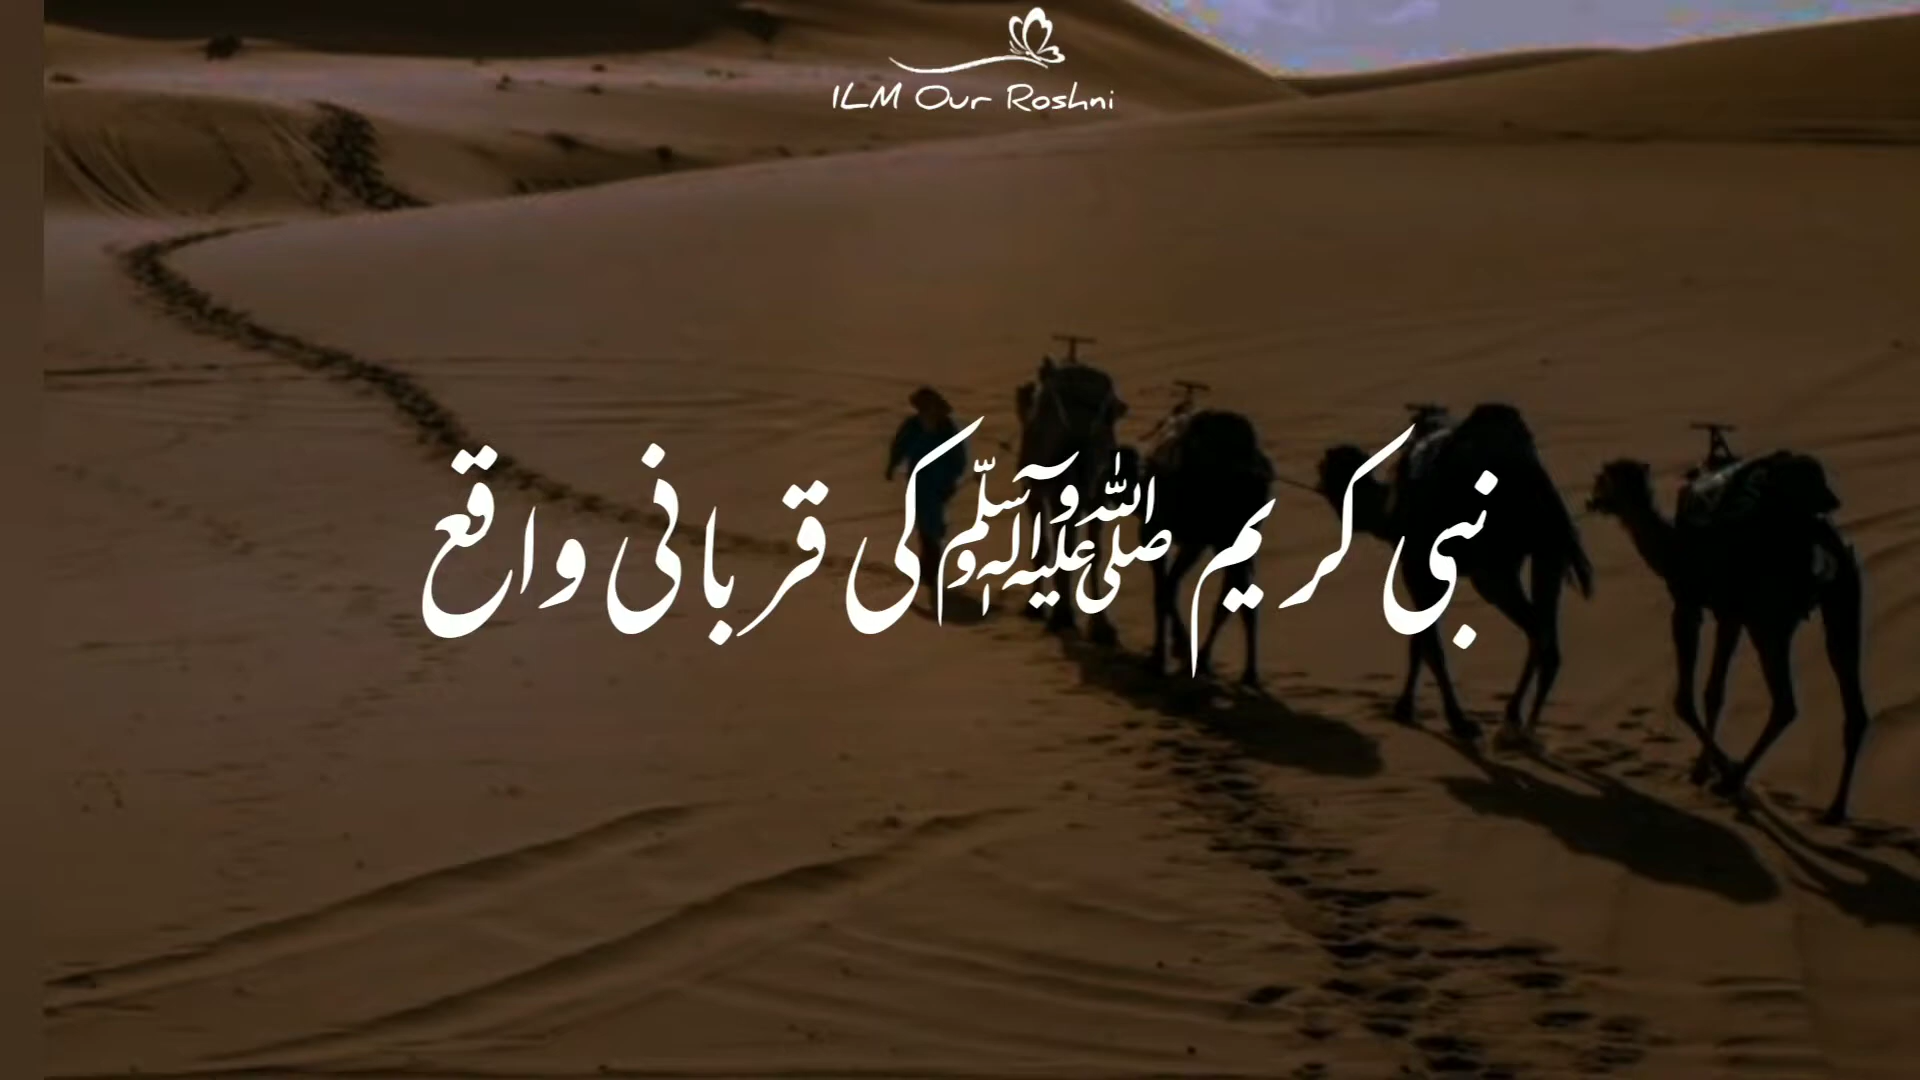 ILM Our Roshni
نبی کریم صلی اللہ علیہ وآلہ وسلم کی قربانی واقع